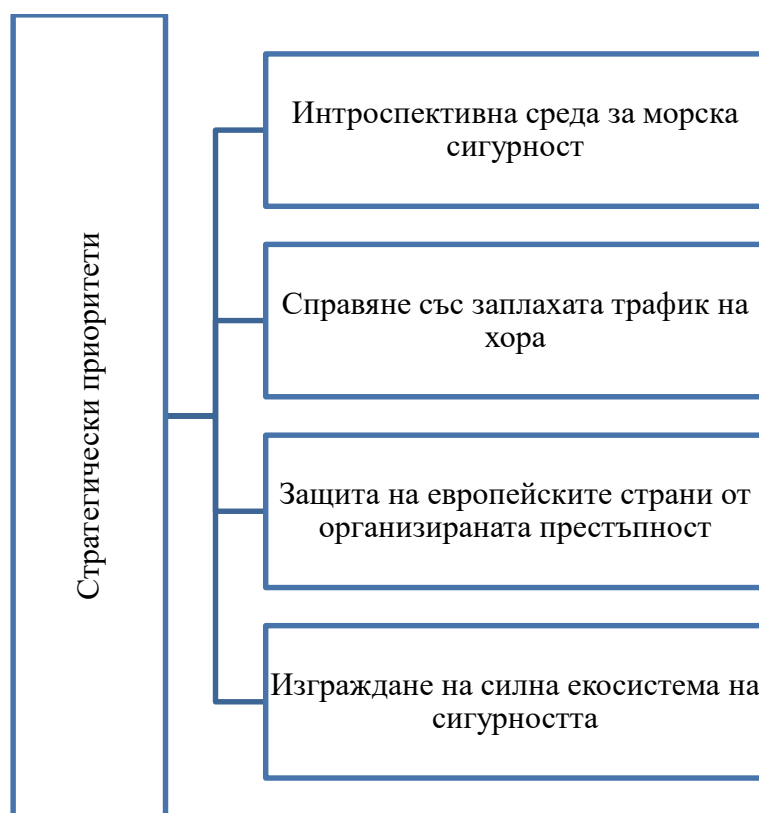 Стратегически приоритети
Интроспективна среда за морска
сигурност
Справяне със заплахата трафик на
хора
Защита на европейските страни от
организираната престъпност
Изграждане на силна екосистема на
сигурността